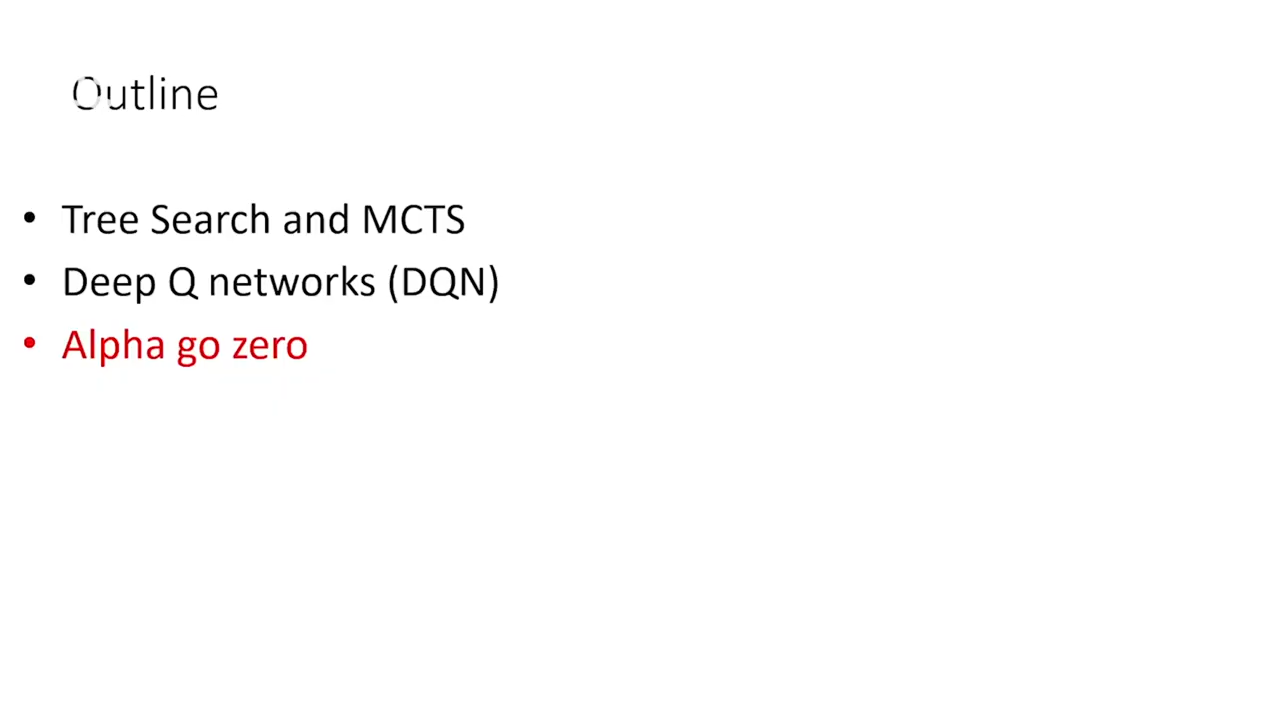 Outline
• Tree Search and MCTS
• Deep Q networks (DQN)
• Alpha go zero